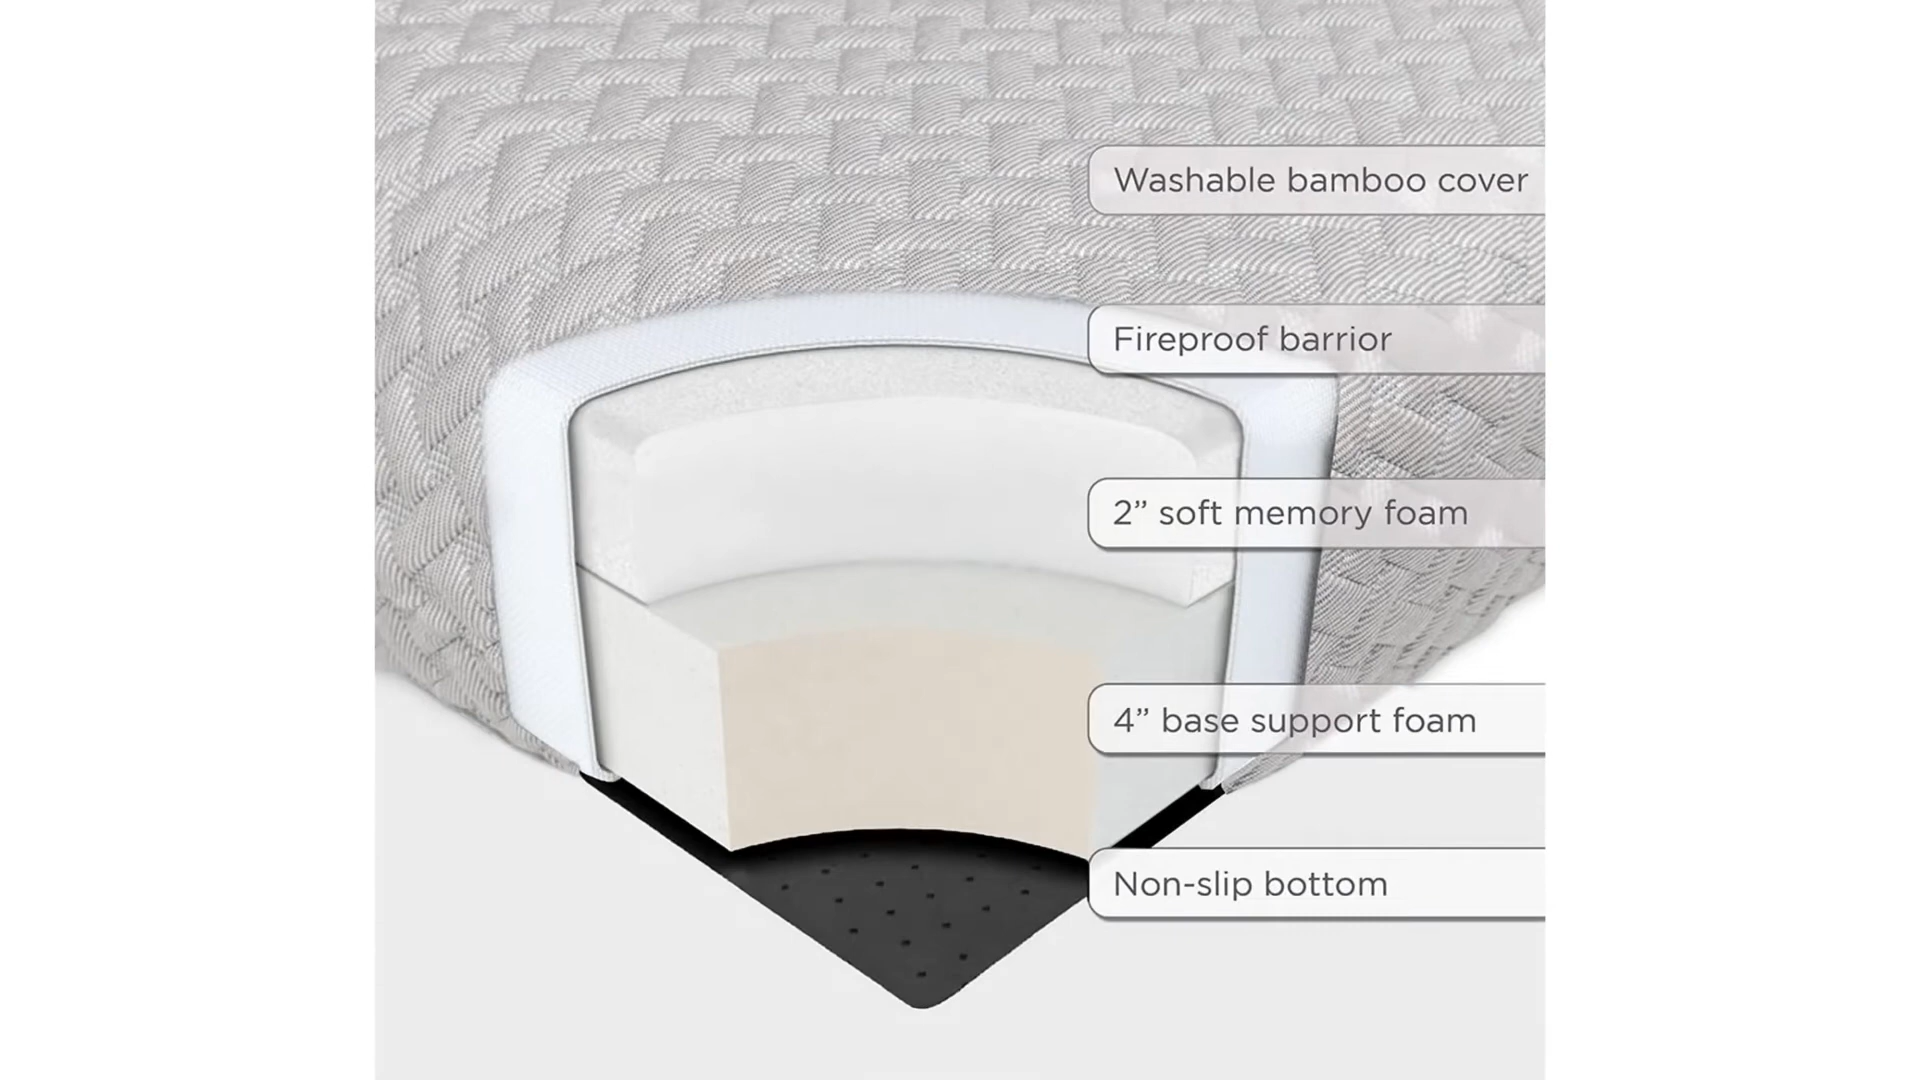 Washable bamboo cover
Fireproof barrior
2” soft memory foam
4” base support foam
Non-slip bottom